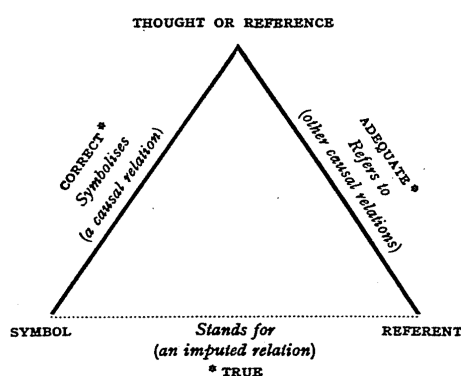 THOUGHT OR REFERENCE
CORRECT*
Symbolises
(a causal relation)
ADEQUATE*
Refers to
(other causal relations)
SYMBOL
REFERENT
Stands for
(an imputed relation)
* TRUE